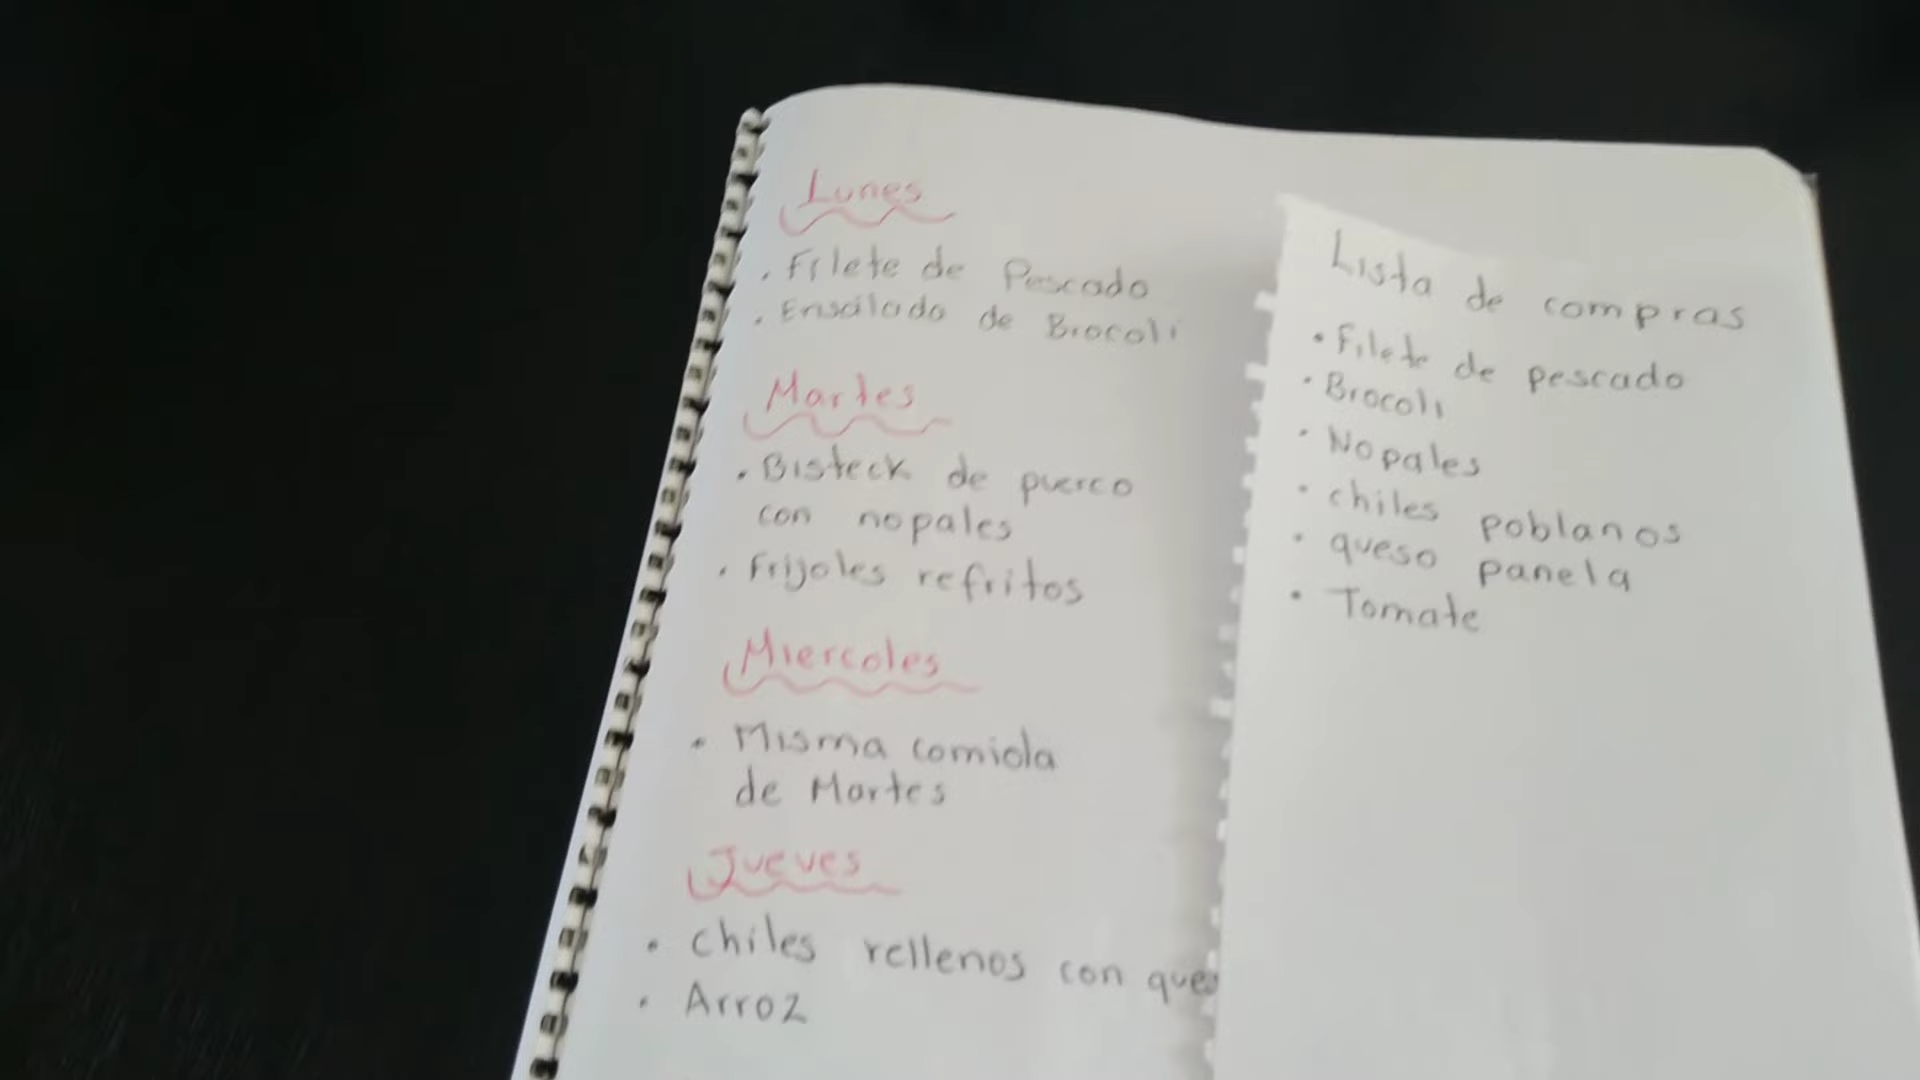 Lunes
. Filete de Pescado
. Ensalada de Brocoli
Martes
. Bisteck de puerco
con nopales
. Frijoles refritos
Miercoles
. Misma comida
de Martes
Jueves
. chiles rellenos con ques
. Arroz
Lista de compras
. Filete de pescado
. Brocoli
. Nopales
. chiles poblanos
. queso panela
. Tomate